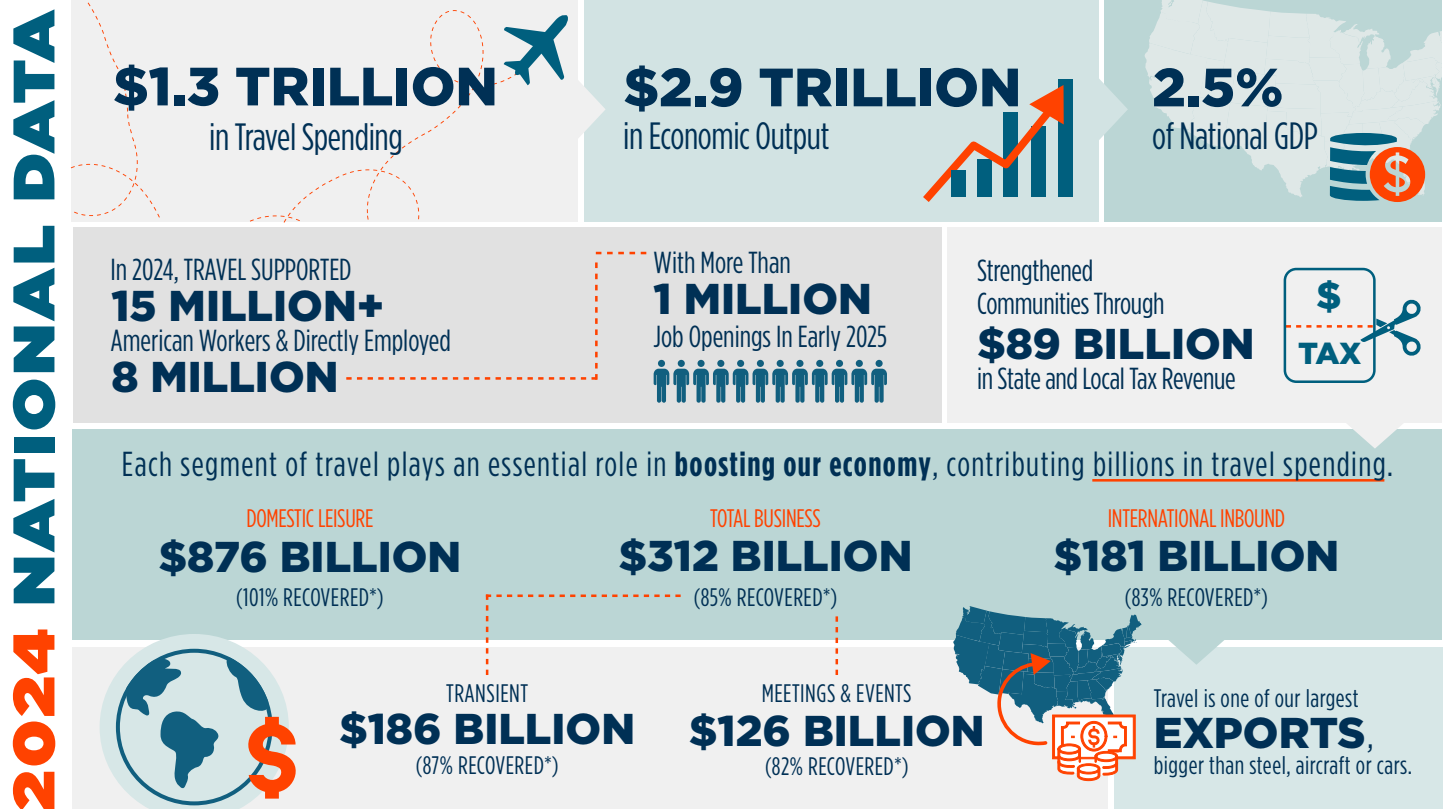 2024 NATIONAL DATA
$1.3 TRILLION
in Travel Spending
$2.9 TRILLION
in Economic Output
2.5%
of National GDP
$
In 2024, TRAVEL SUPPORTED
15 MILLION+
American Workers & Directly Employed
8 MILLION
With More Than
1 MILLION
Job Openings In Early 2025
Strengthened
Communities Through
$89 BILLION
in State and Local Tax Revenue
$
TAX
Each segment of travel plays an essential role in boosting our economy, contributing billions in travel spending.
DOMESTIC LEISURE
$876 BILLION
(101% RECOVERED*)
TOTAL BUSINESS
$312 BILLION
(85% RECOVERED*)
INTERNATIONAL INBOUND
$181 BILLION
(83% RECOVERED*)
$
TRANSIENT
$186 BILLION
(87% RECOVERED*)
MEETINGS & EVENTS
$126 BILLION
(82% RECOVERED*)
$
Travel is one of our largest
EXPORTS,
bigger than steel, aircraft or cars.